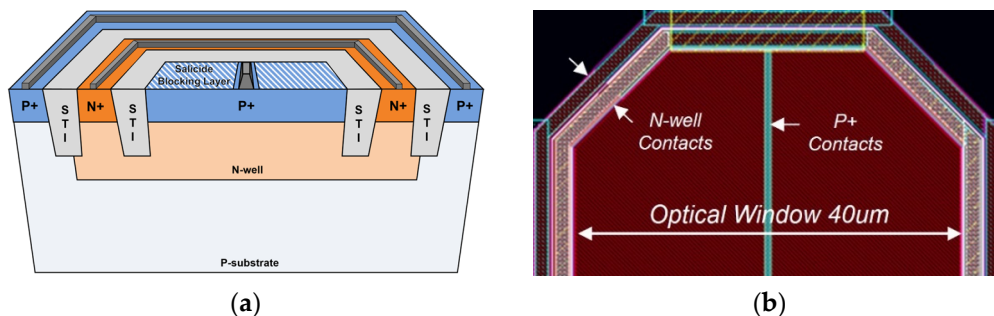 Salicide
Blocking Layer
P+
S
T
I
N+
S
T
I
P+
S
T
I
N+
S
T
I
P+
N-well
P-substrate
(a)
N-well
Contacts
P+
Contacts
Optical Window 40um
(b)